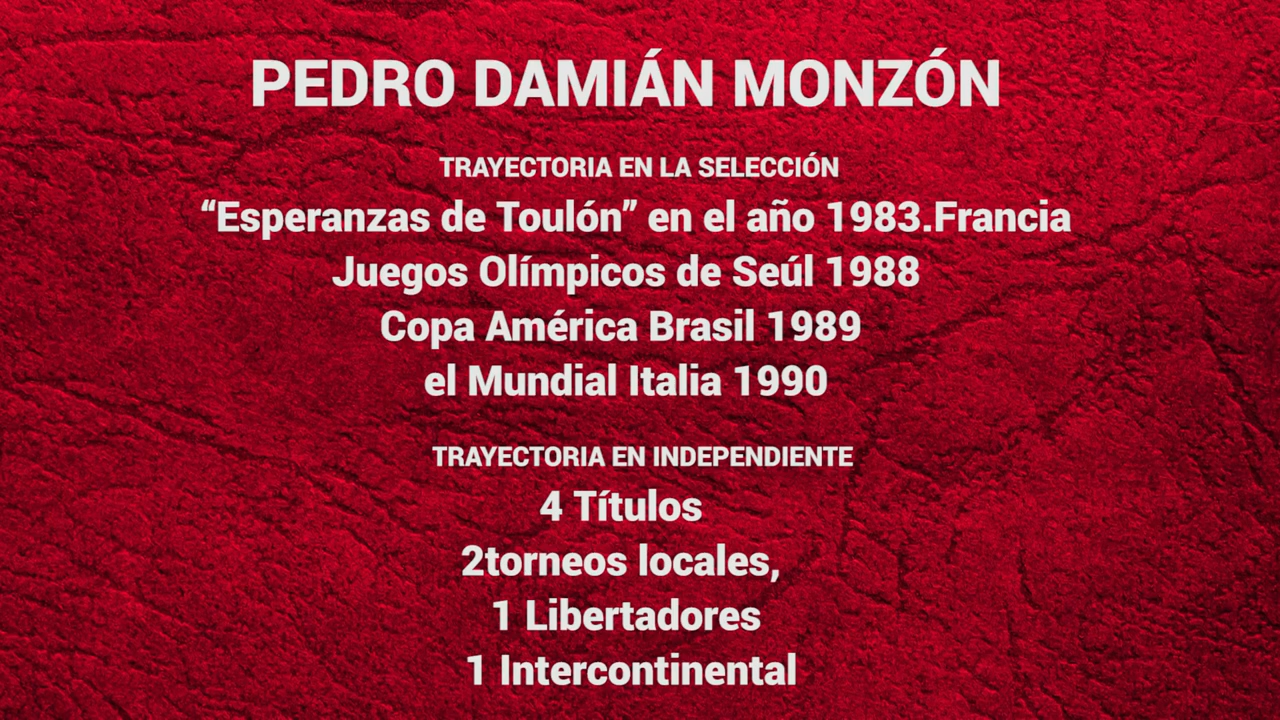 PEDRO DAMIÁN MONZÓN
TRAYECTORIA EN LA SELECCIÓN
“Esperanzas de Toulón” en el año 1983.Francia
Juegos Olímpicos de Seúl 1988
Copa América Brasil 1989
el Mundial Italia 1990
TRAYECTORIA EN INDEPENDIENTE
4 Títulos
2torneos locales,
1 Libertadores
1 Intercontinental